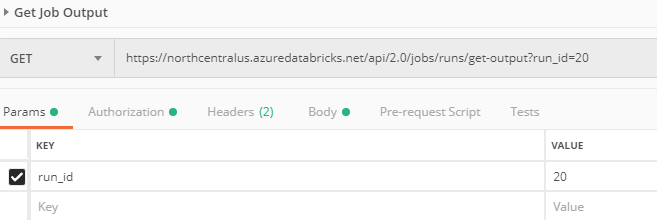 Get Job Output
GET https://northcentralus.azuredatabricks.net/api/2.0/jobs/runs/get-output?run_id=20
Params Authorization Headers (2) Body Pre-request Script Tests
KEY VALUE
run_id 20
Key Value